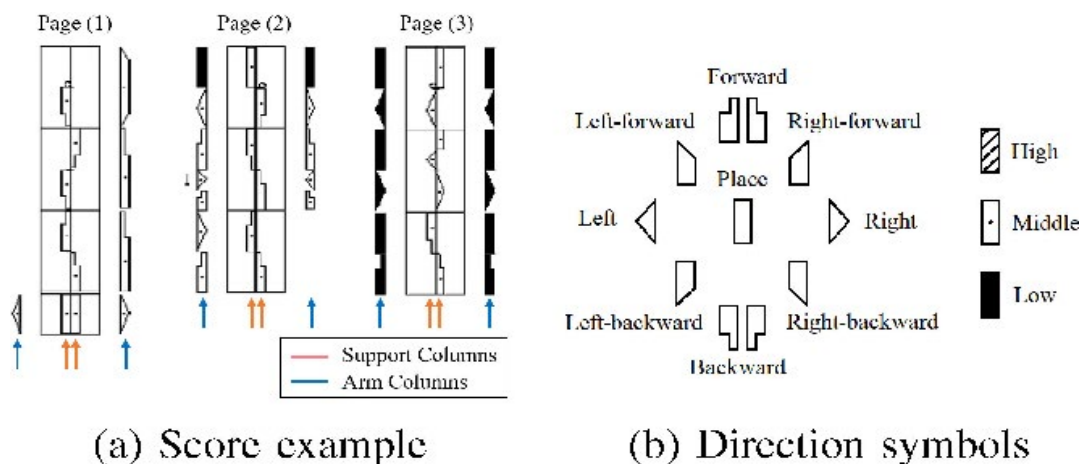 Page (1)
Page (2)
Page (3)
Support Columns
Arm Columns
(a) Score example
Forward
Left-forward
Right-forward
Place
Left
Right
Left-backward
Right-backward
Backward
High
Middle
Low
(b) Direction symbols